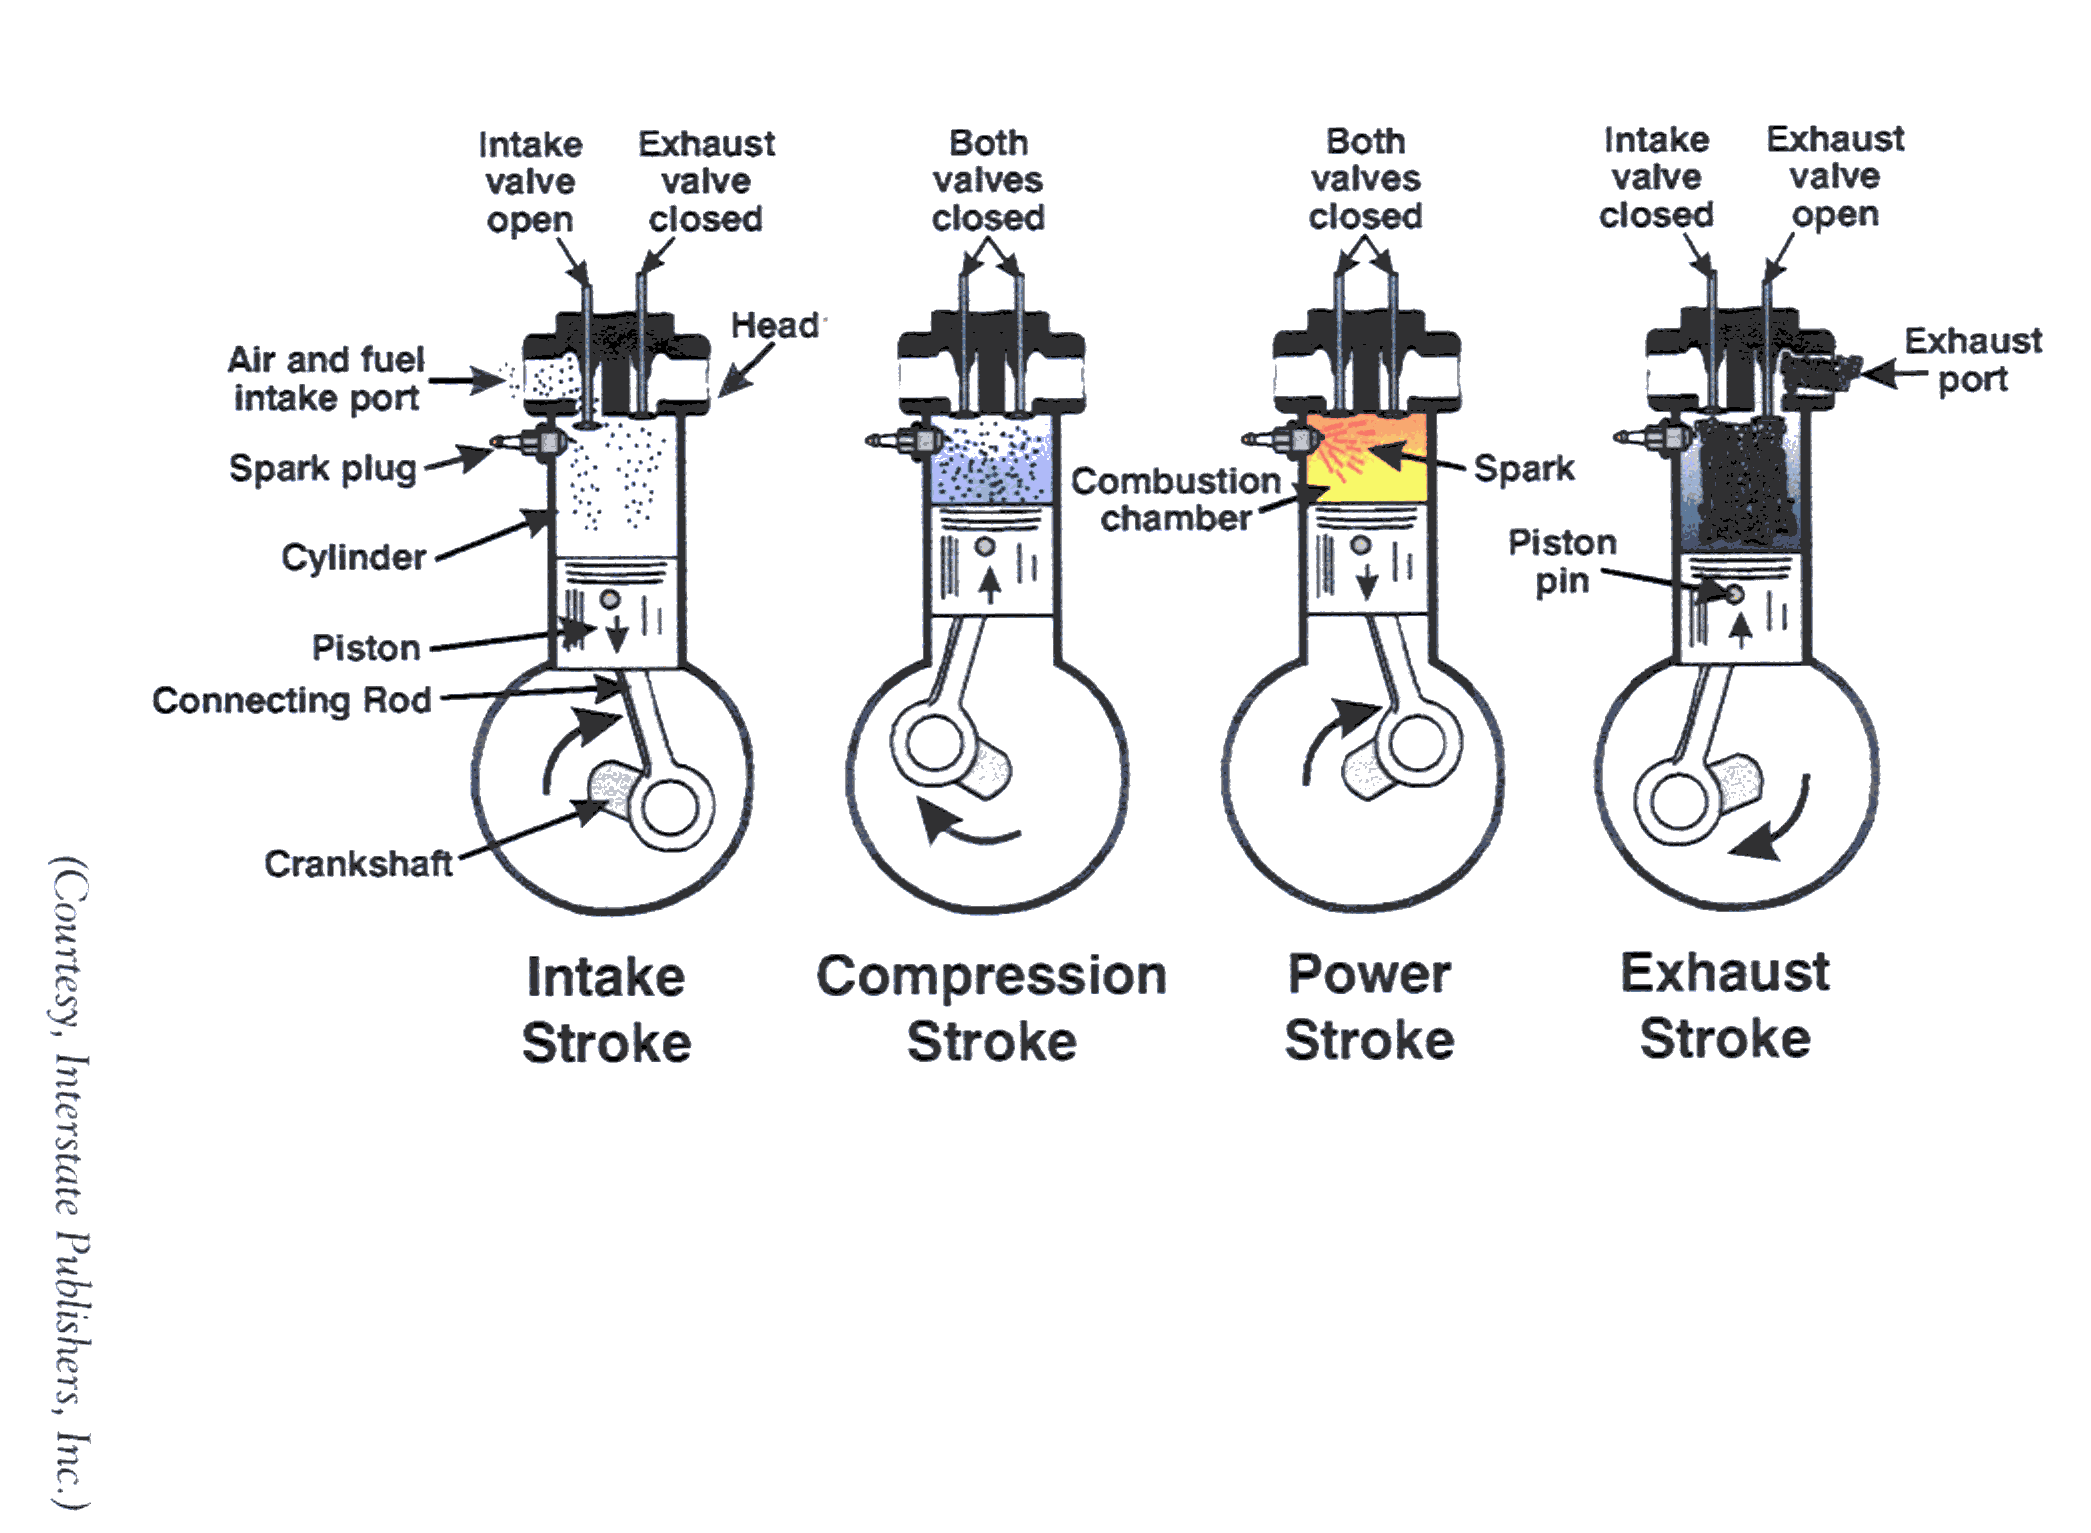 Intake
valve
open
Exhaust
valve
closed
Both
valves
closed
Both
valves
closed
Intake
valve
closed
Exhaust
valve
open
Head
Air and fuel
intake port
Exhaust
port
Spark plug
Combustion
chamber
Spark
Cylinder
Piston
pin
Piston
Connecting Rod
Crankshaft
Intake
Stroke
Compression
Stroke
Power
Stroke
Exhaust
Stroke
(Courtesy, Interstate Publishers, Inc.)